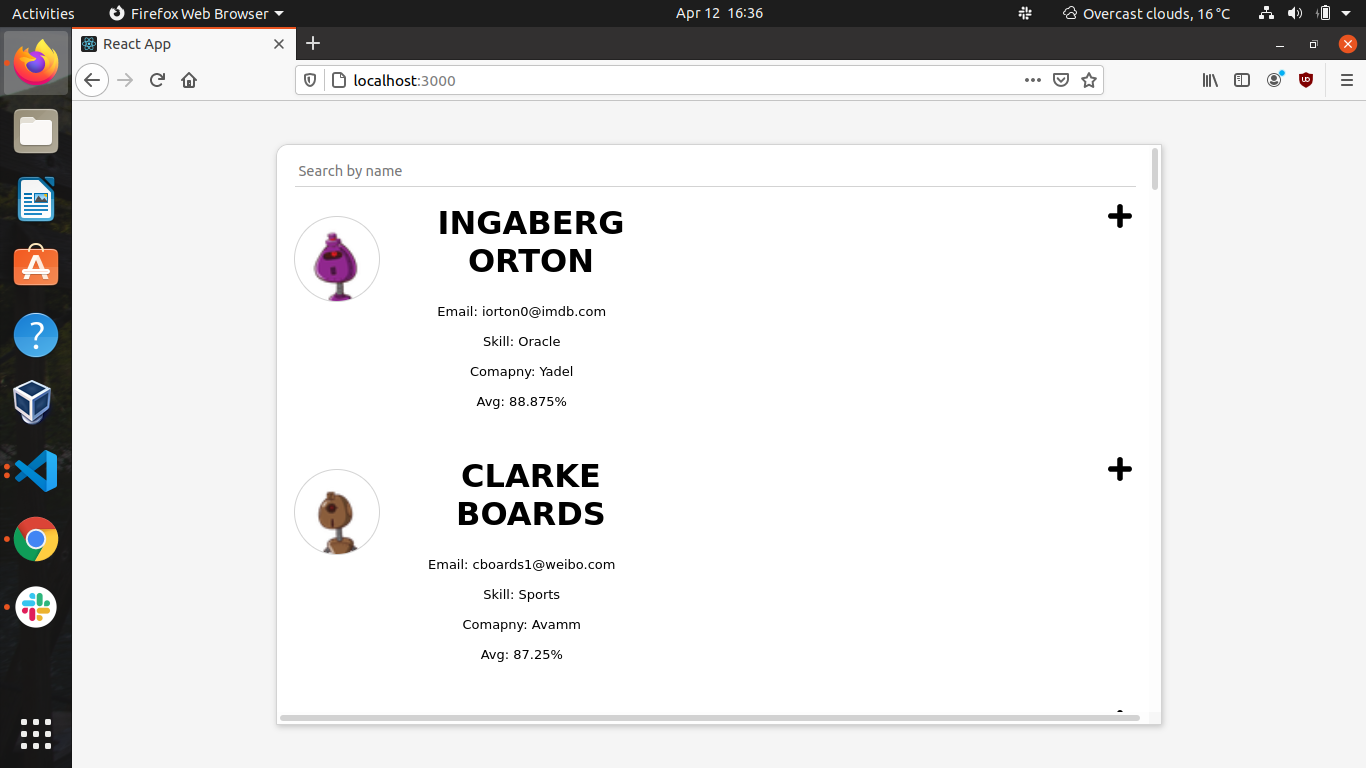 Activities
Firefox Web Browser
Apr 12 16:36
Overcast clouds, 16 °C
React App
localhost:3000
Search by name
INGABERG
ORTON
Email: iorton0@imdb.com
Skill: Oracle
Comapny: Yadel
Avg: 88.875%
CLARKE
BOARDS
Email: cboards1@weibo.com
Skill: Sports
Comapny: Avamm
Avg: 87.25%